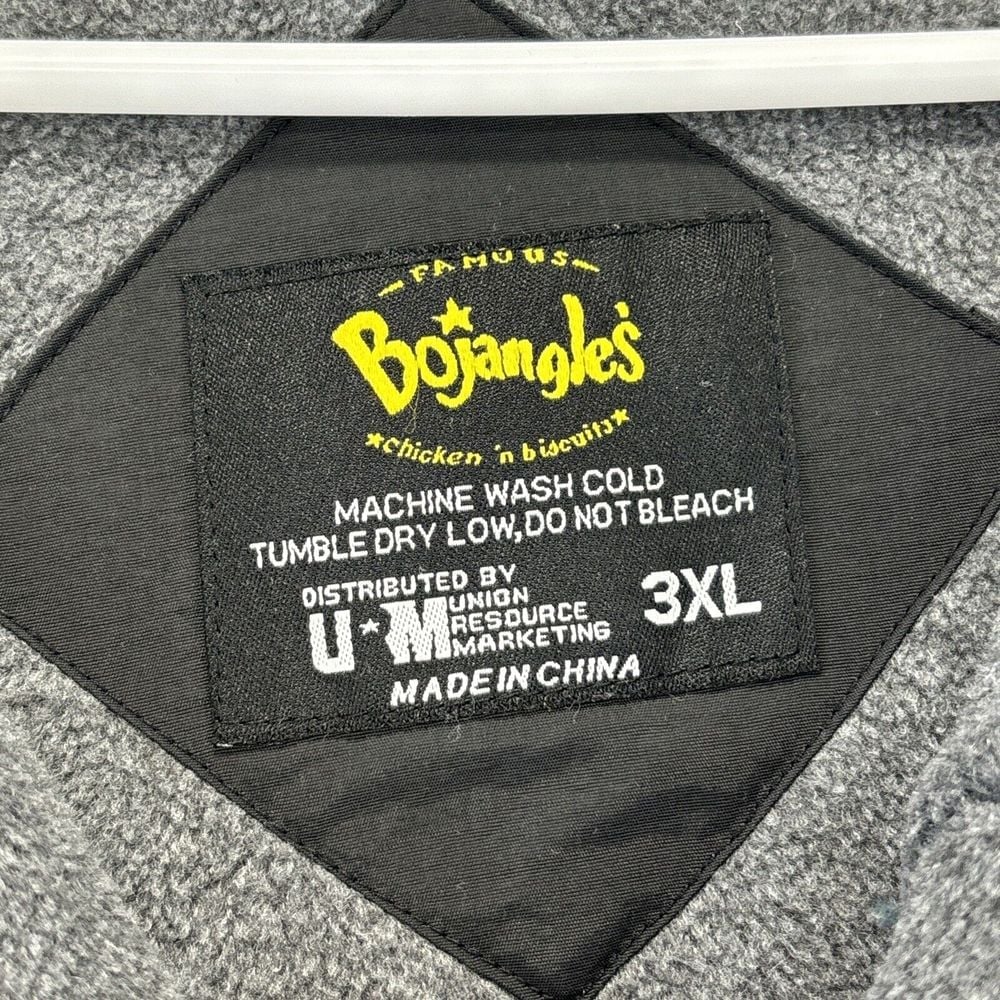 FAMOUS
Bojangles'
Chicken 'n biscuits
MACHINE WASH COLD
TUMBLE DRY LOW,DO NOT BLEACH
DISTRIBUTED BY
U★M UNION
RESOURCE
MARKETING
3XL
MADE IN CHINA